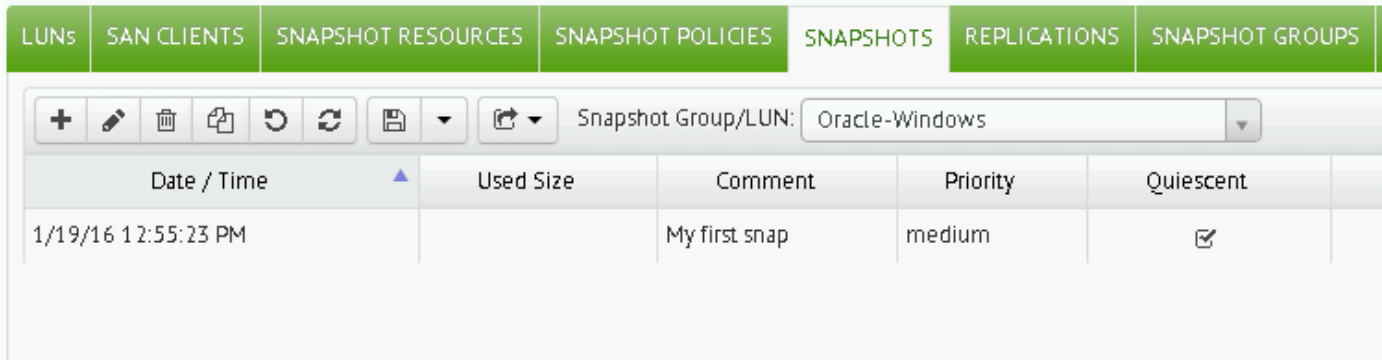 LUNs SAN CLIENTS SNAPSHOT RESOURCES SNAPSHOT POLICIES SNAPSHOTS REPLICATIONS SNAPSHOT GROUPS
Snapshot Group/LUN: Oracle-Windows
Date / Time Used Size Comment Priority Quiescent
1/19/16 12:55:23 PM My first snap medium